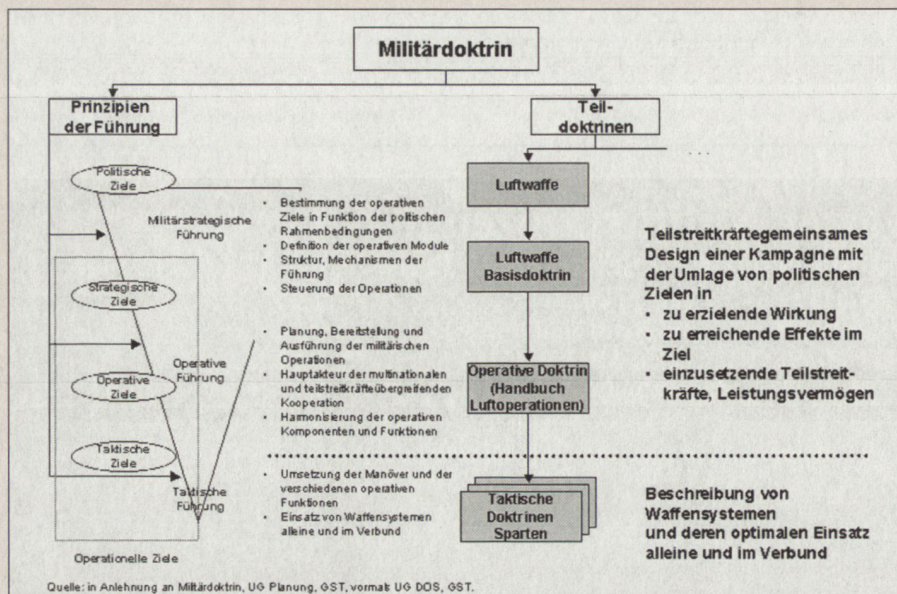 Militärdoktrin
Prinzipien
der Führung
Teil-
doktrinen
Politische
Ziele
Militärstrategische
Führung
Strategische
Ziele
Operative
Führung
Operative
Ziele
Taktische
Ziele
Taktische
Führung
Operationelle Ziele
• Bestimmung der operativen
Ziele in Funktion der politischen
Rahmenbedingungen
• Definition der operativen Module
• Struktur, Mechanismen der
Führung
• Steuerung der Operationen
• Planung, Bereitstellung und
Ausführung der militärischen
Operationen
• Hauptakteur der multinationalen
und teilstreitkräfteübergreifenden
Kooperation
• Harmonisierung der operativen
Komponenten und Funktionen
• Umsetzung der Manöver und der
verschiedenen operativen
Funktionen
• Einsatz von Waffensystemen
alleine und im Verbund
...
Luftwaffe
Luftwaffe
Basisdoktrin
Operative Doktrin
(Handbuch
Luftoperationen)
Taktische
Doktrinen
Sparten
Teilstreitkräftegemeinsames
Design einer Kampagne mit
der Umlage von politischen
Zielen in
• zu erzielende Wirkung
• zu erreichende Effekte im
Ziel
• einzusetzende Teilstreit-
kräfte, Leistungsvermögen
Beschreibung von
Waffensystemen
und deren optimalen Einsatz
alleine und im Verbund
Quelle: in Anlehnung an Militärdoktrin, UG Planung, GST, vormals UG DOS, GST.